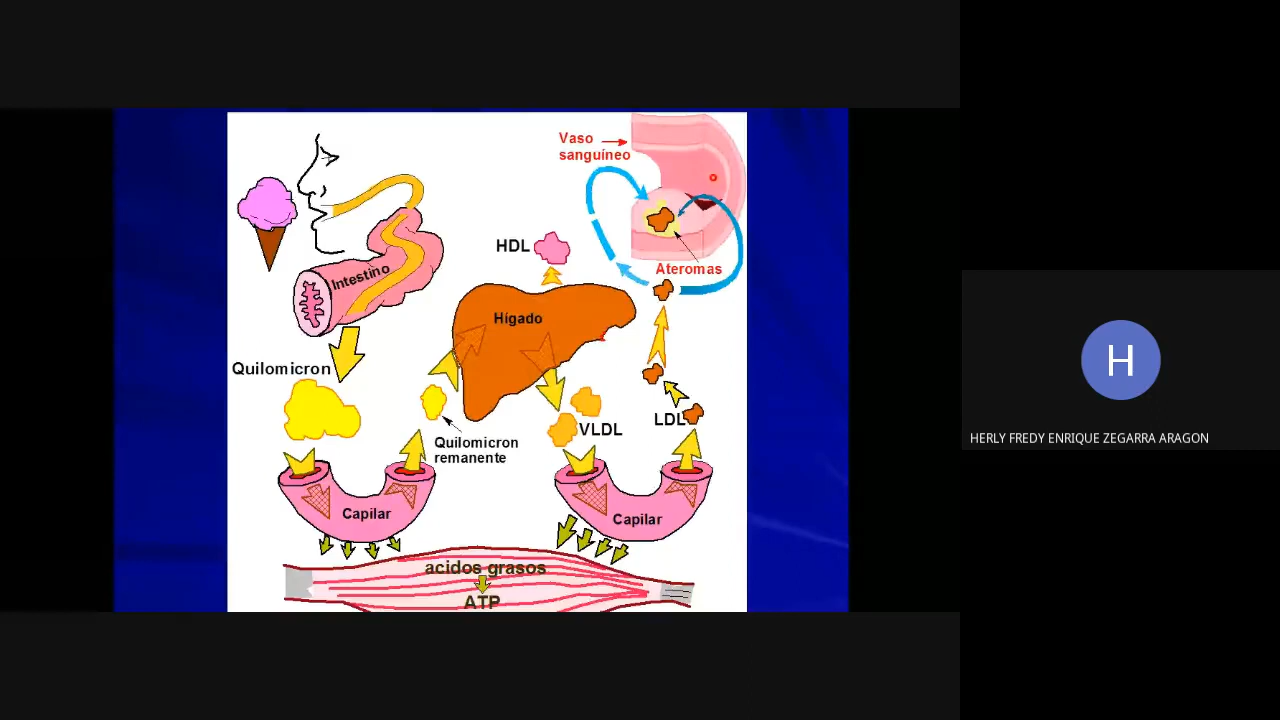 Vaso
sanguíneo
HDL
Intestino
Ateromas
Hígado
Quilomicron
LDL
VLDL
Quilomicron
remanente
Capilar
Capilar
acidos grasos
ATP
H
HERLY FREDY ENRIQUE ZEGARRA ARAGON